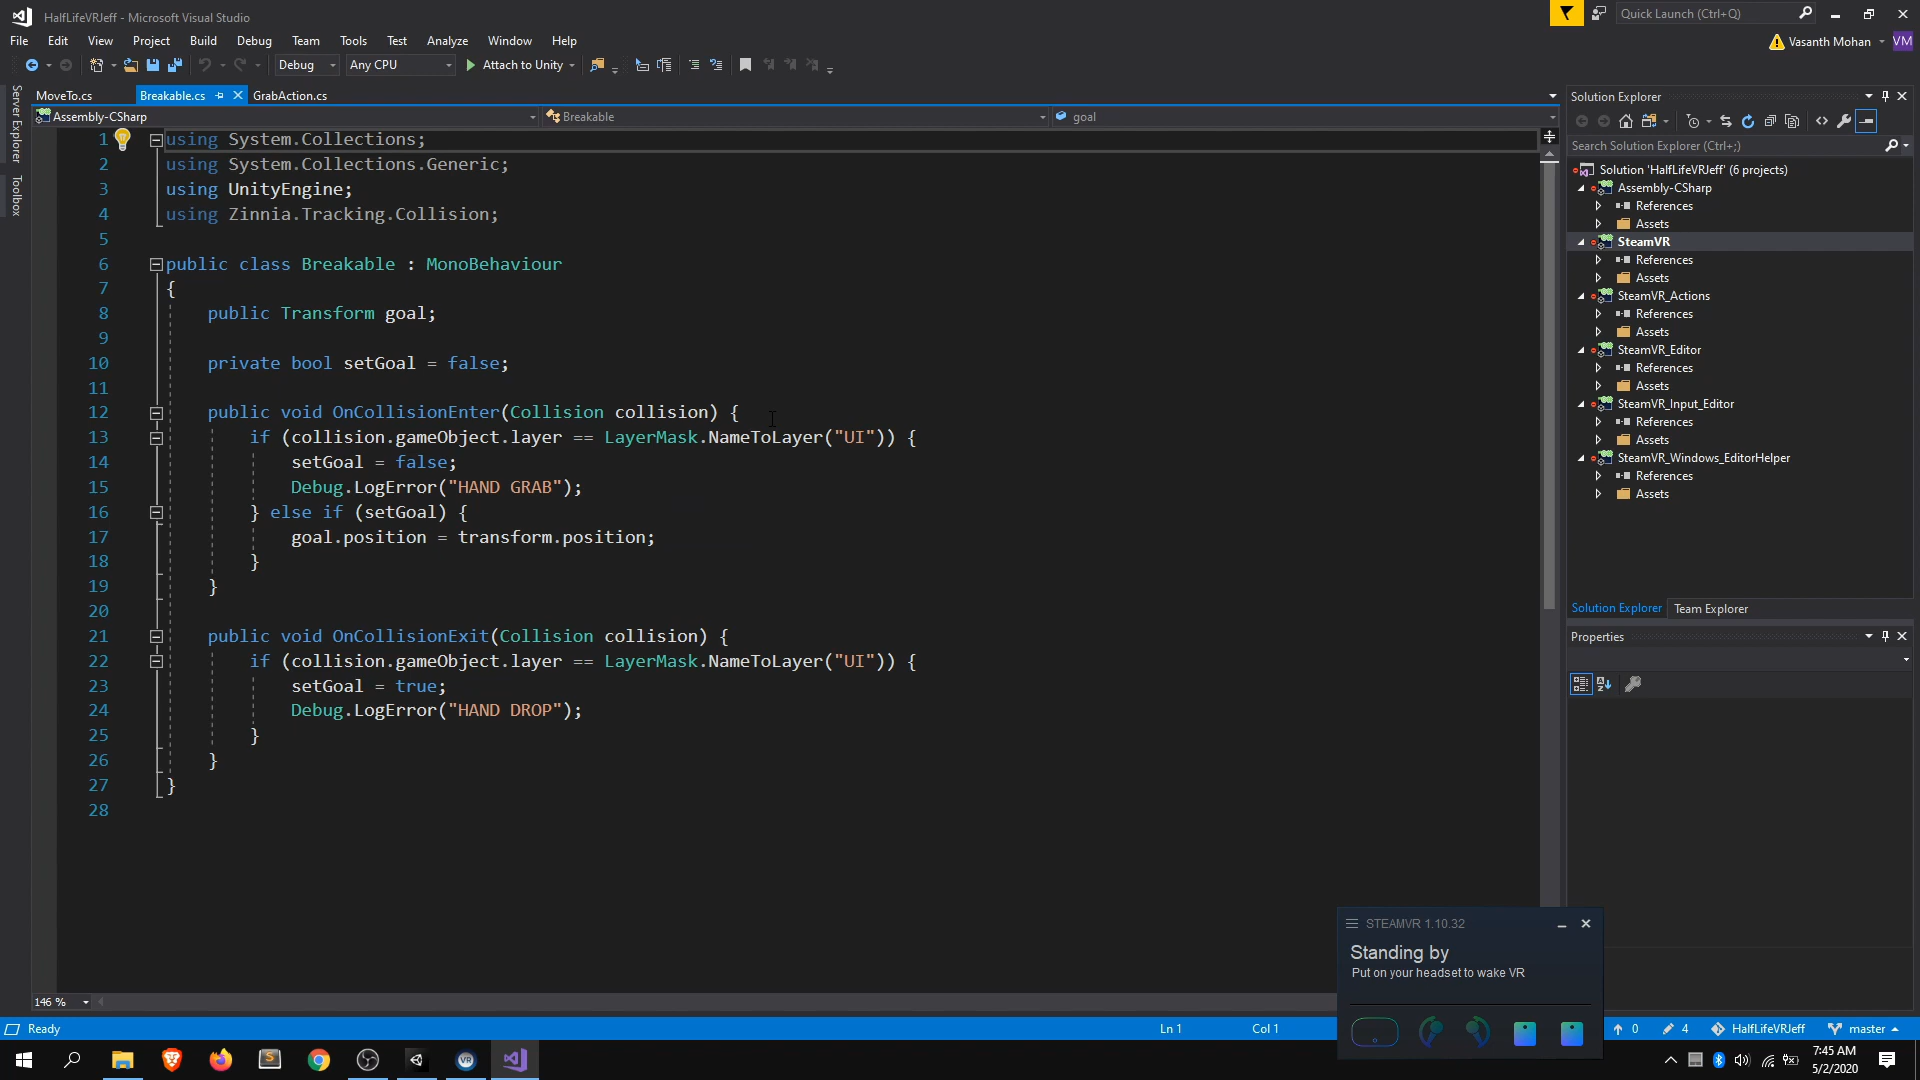 HalfLifeVRJeff - Microsoft Visual Studio
Quick Launch (Ctrl+Q)
File Edit View Project Build Debug Team Tools Test Analyze Window Help
Vasanth Mohan VM
Debug Any CPU Attach to Unity
Server Explorer
Toolbox
MoveTo.cs Breakable.cs GrabAction.cs
Assembly-CSharp Breakable goal
1 using System.Collections;
2 using System.Collections.Generic;
3 using UnityEngine;
4 using Zinnia.Tracking.Collision;
5
6 public class Breakable : MonoBehaviour
7 {
8 public Transform goal;
9
10 private bool setGoal = false;
11
12 public void OnCollisionEnter(Collision collision) {
13 if (collision.gameObject.layer == LayerMask.NameToLayer("UI")) {
14 setGoal = false;
15 Debug.LogError("HAND GRAB");
16 } else if (setGoal) {
17 goal.position = transform.position;
18 }
19 }
20
21 public void OnCollisionExit(Collision collision) {
22 if (collision.gameObject.layer == LayerMask.NameToLayer("UI")) {
23 setGoal = true;
24 Debug.LogError("HAND DROP");
25 }
26 }
27 }
28
Solution Explorer
Search Solution Explorer (Ctrl+;)
Solution 'HalfLifeVRJeff' (6 projects)
Assembly-CSharp
References
Assets
SteamVR
References
Assets
SteamVR_Actions
References
Assets
SteamVR_Editor
References
Assets
SteamVR_Input_Editor
References
Assets
SteamVR_Windows_EditorHelper
References
Assets
Solution Explorer Team Explorer
Properties
STEAMVR 1.10.32
Standing by
Put on your headset to wake VR
146 %
Ready Ln 1 Col 1 0 4 HalfLifeVRJeff master
7:45 AM
5/2/2020